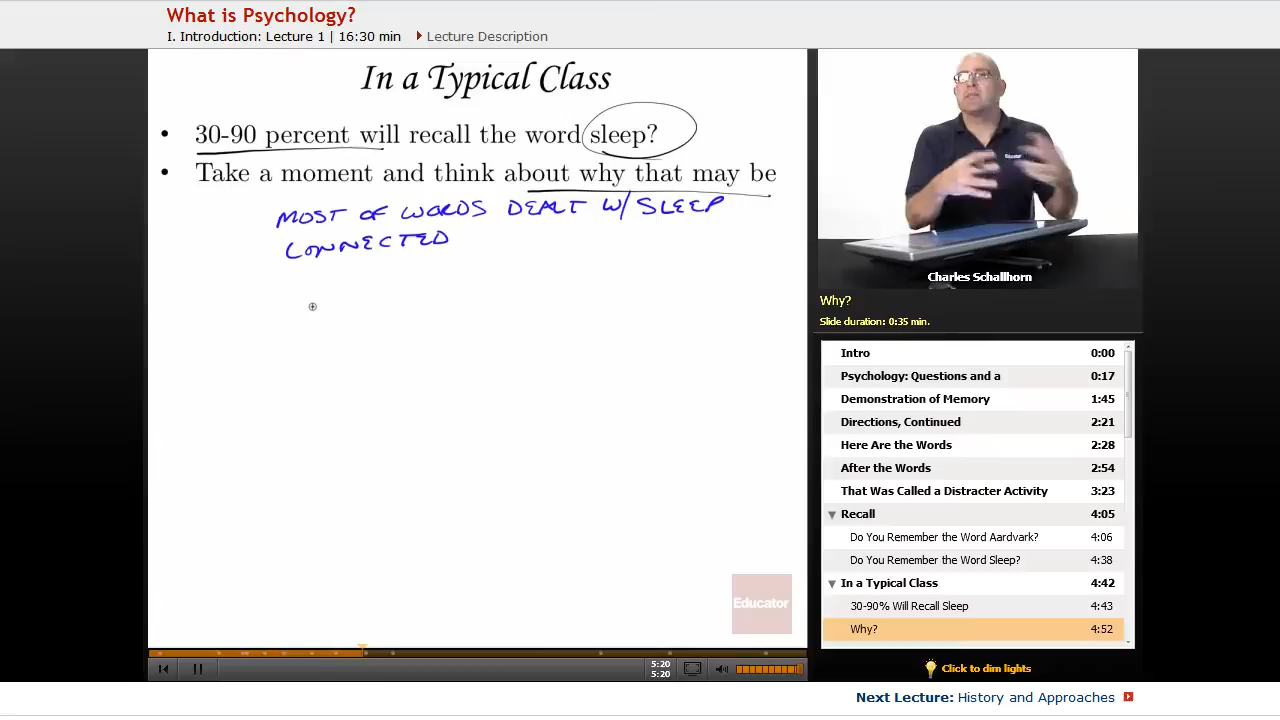 What is Psychology?
I. Introduction: Lecture 1 | 16:30 min Lecture Description
In a Typical Class
• 30-90 percent will recall the word sleep?
• Take a moment and think about why that may be
MOST OF WORDS DEALT W/ SLEEP
CONNECTED
Educator
Educator
Charles Schallhorn
Why?
Slide duration: 0:35 min.
Intro 0:00
Psychology: Questions and a 0:17
Demonstration of Memory 1:45
Directions, Continued 2:21
Here Are the Words 2:28
After the Words 2:54
That Was Called a Distracter Activity 3:23
Recall 4:05
Do You Remember the Word Aardvark? 4:06
Do You Remember the Word Sleep? 4:38
In a Typical Class 4:42
30-90% Will Recall Sleep 4:43
Why? 4:52
5:20
5:20
Click to dim lights
Next Lecture: History and Approaches